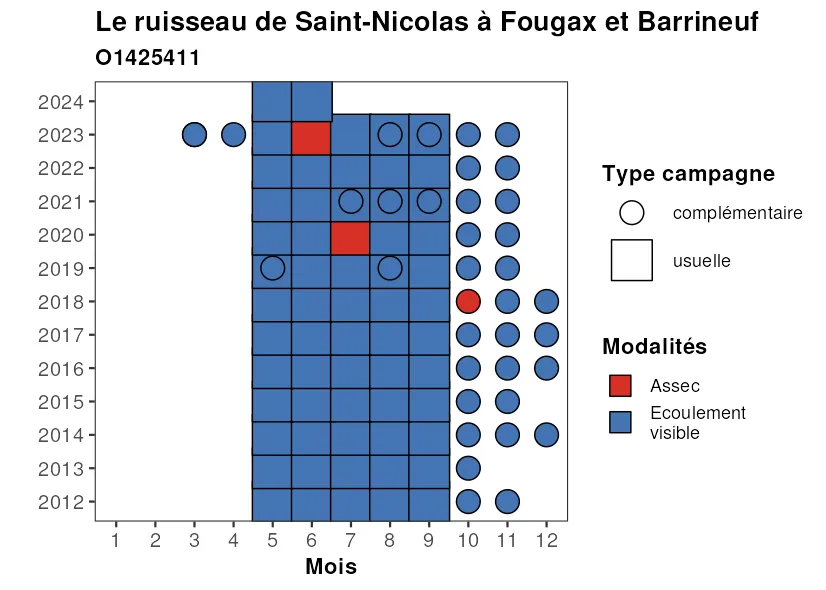 Le ruisseau de Saint-Nicolas à Fougax et Barrineuf
O1425411
2024
2023
2022
2021
2020
2019
2018
2017
2016
2015
2014
2013
2012
1 2 3 4 5 6 7 8 9 10 11 12
Mois
Type campagne
complémentaire
usuelle
Modalités
Assec
Ecoulement
visible